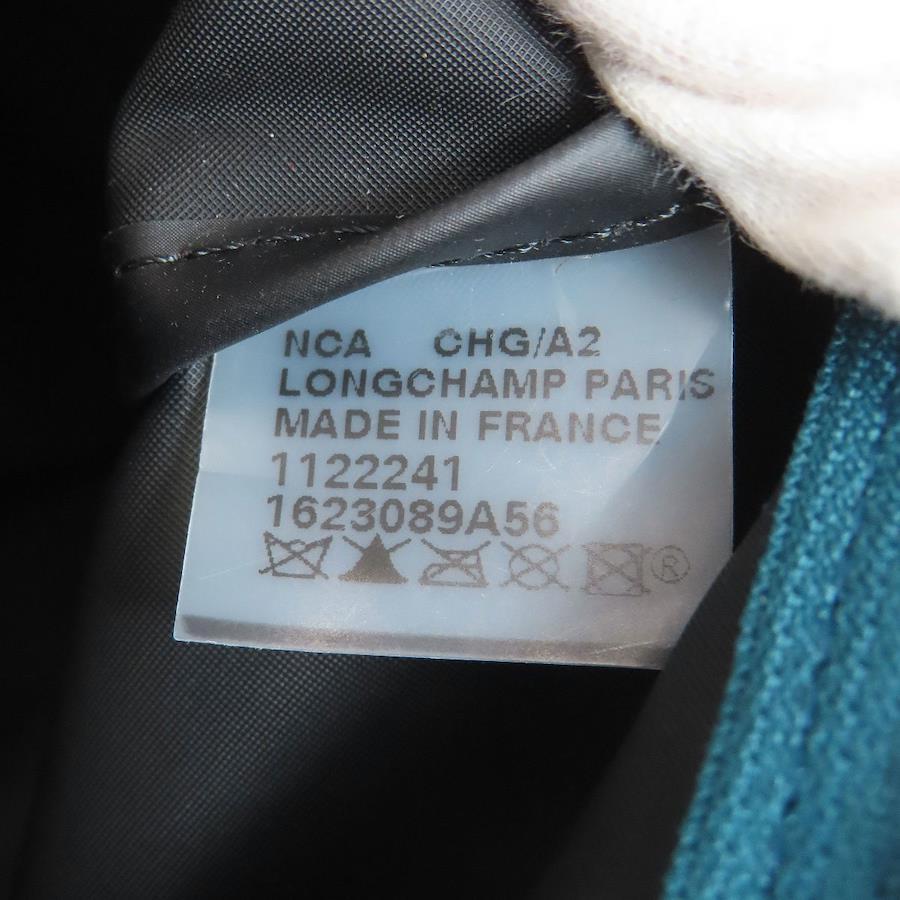 NCA CHG/A2
LONGCHAMP PARIS
MADE IN FRANCE
1122241
1623089A56
®